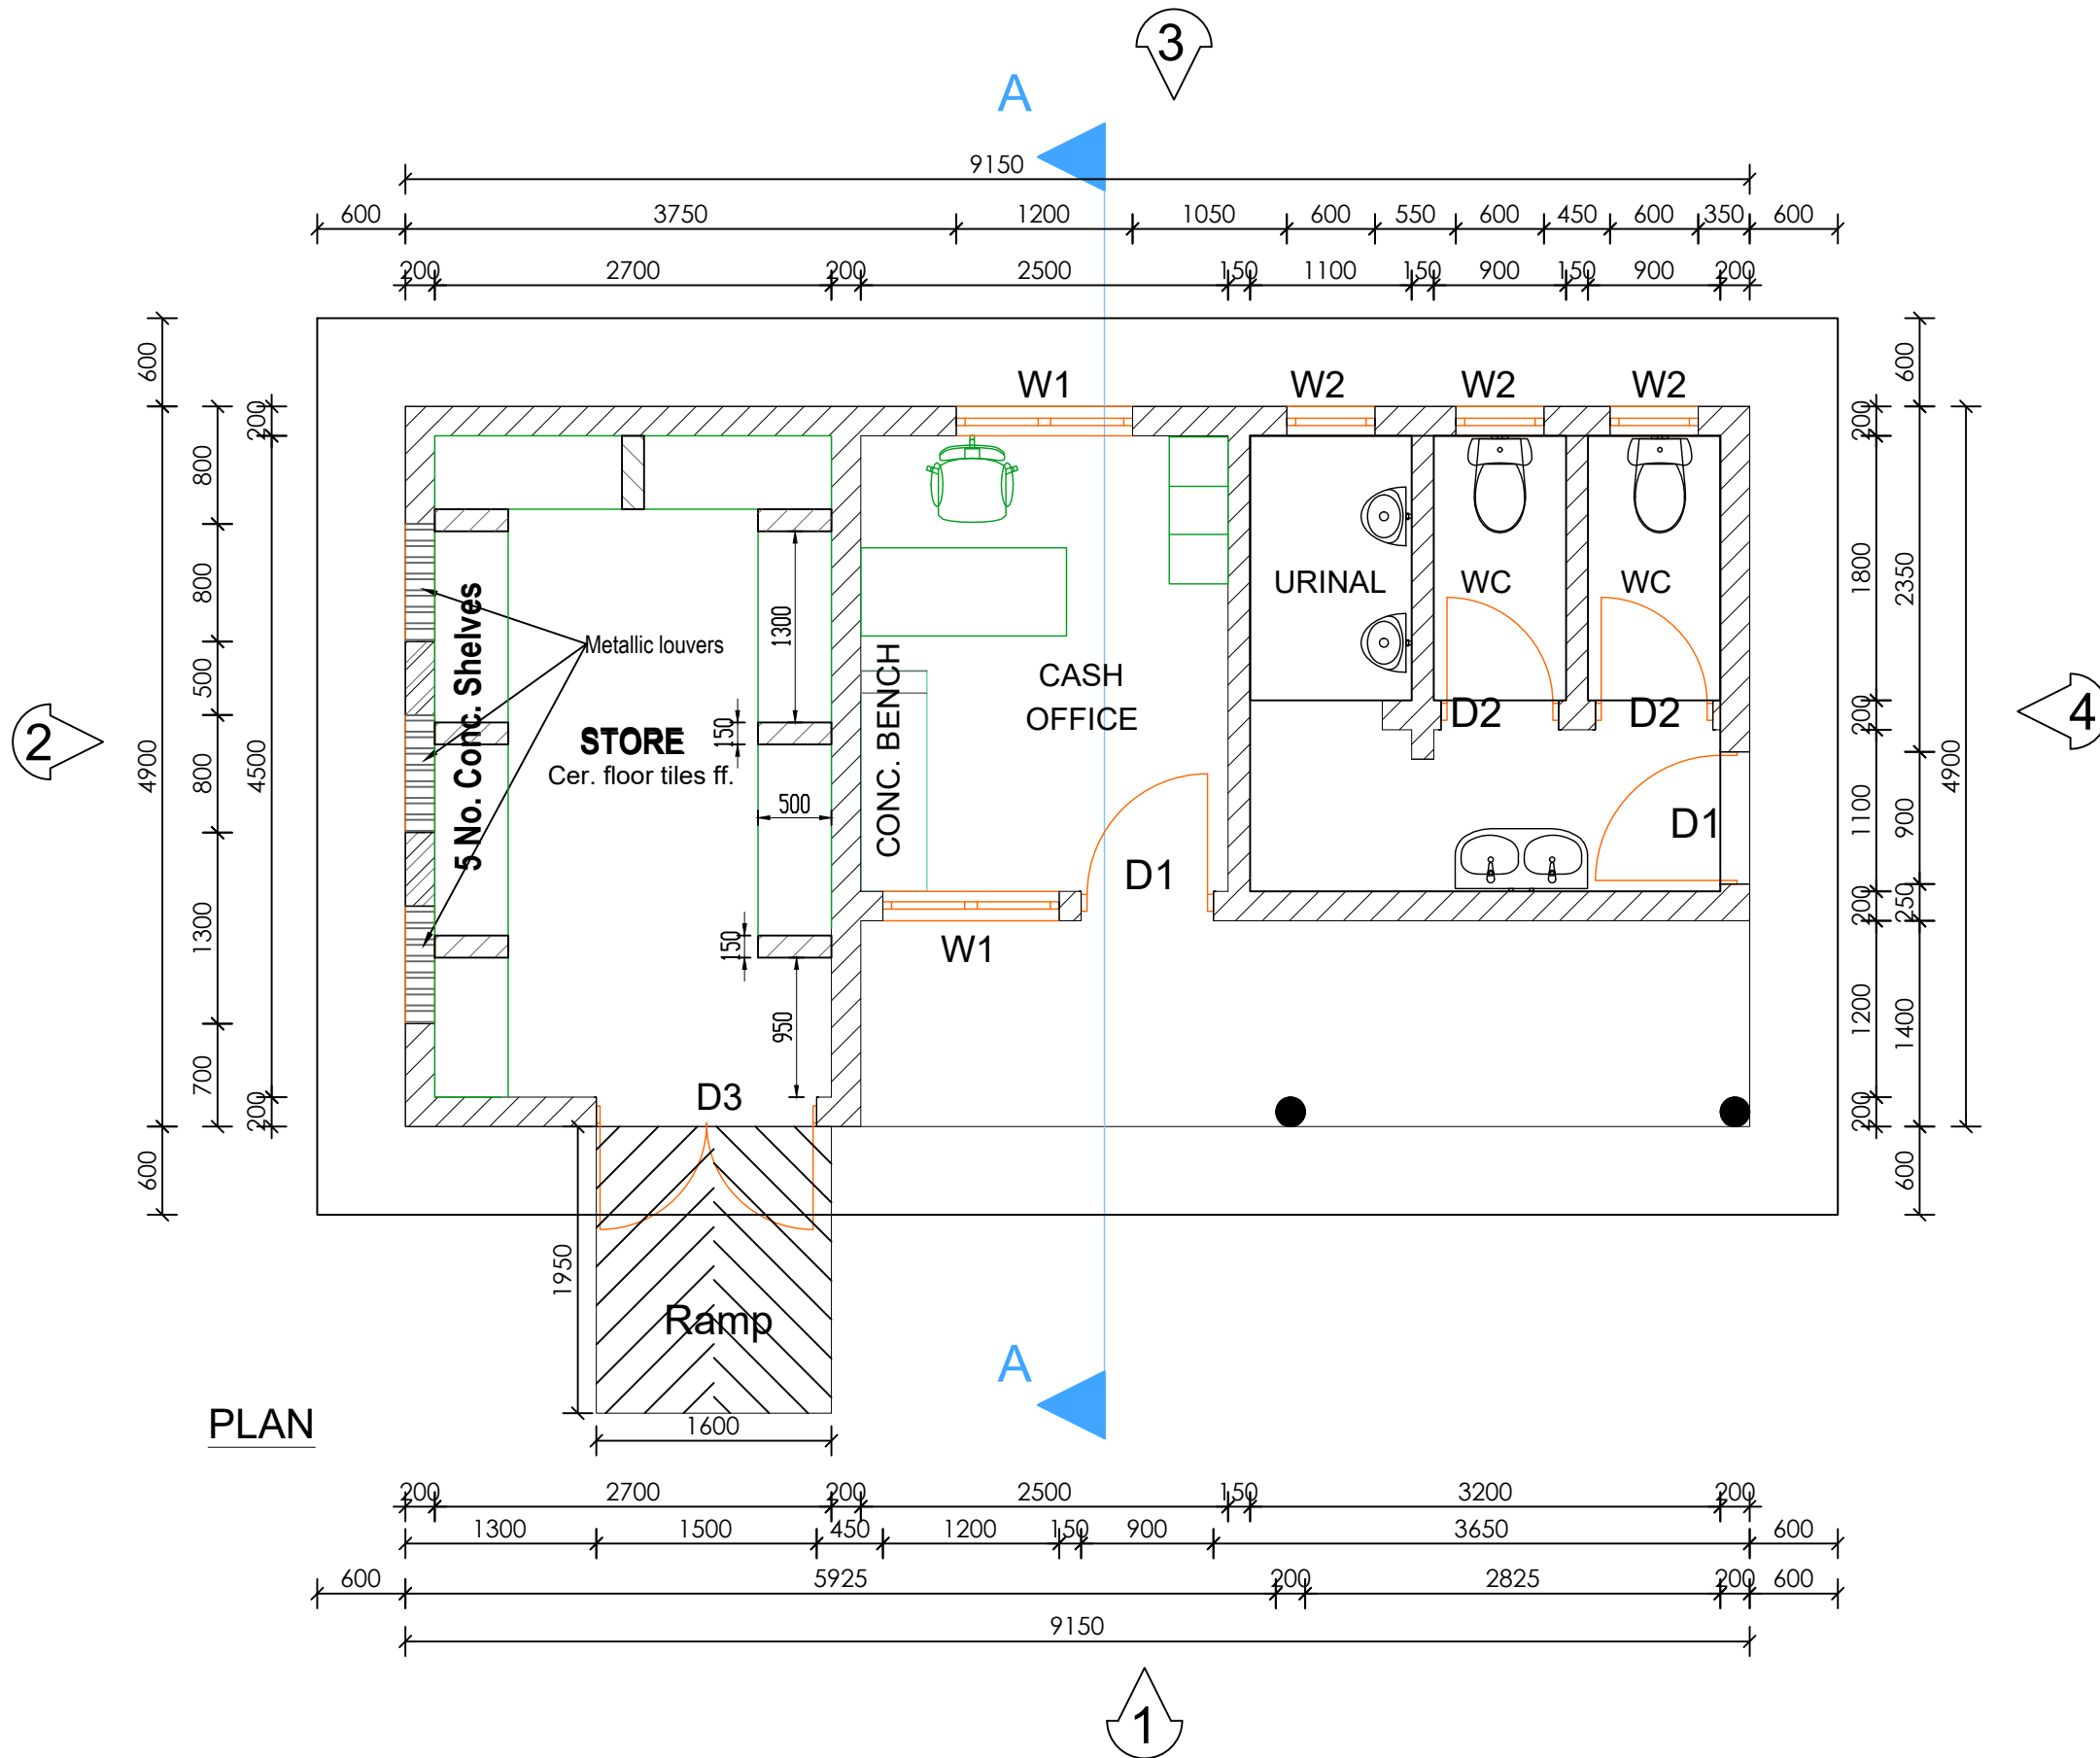 3
A
9150
600 3750 1200 1050 600 550 600 450 600 350 600
200 2700 200 2500 150 1100 150 900 150 900 200
600
800
800
500
800
1300
700
600
4900
200
4500
200
W1 W2 W2 W2
600
200
1800
200
1100
200
1200
200
2350
900
250
1400
600
4900
URINAL WC WC
5 No. Conc. Shelves
Metallic louvers
1300
CASH
OFFICE
CONC. BENCH
STORE
Cer. floor tiles ff.
150
500
D2 D2
D1
D1
2
4
W1
150
950
D3
1950
Ramp
1600
A
PLAN
200 2700 200 2500 150 3200 200
1300 1500 450 1200 150 900 3650 600
600 5925 200 2825 200 600
9150
1